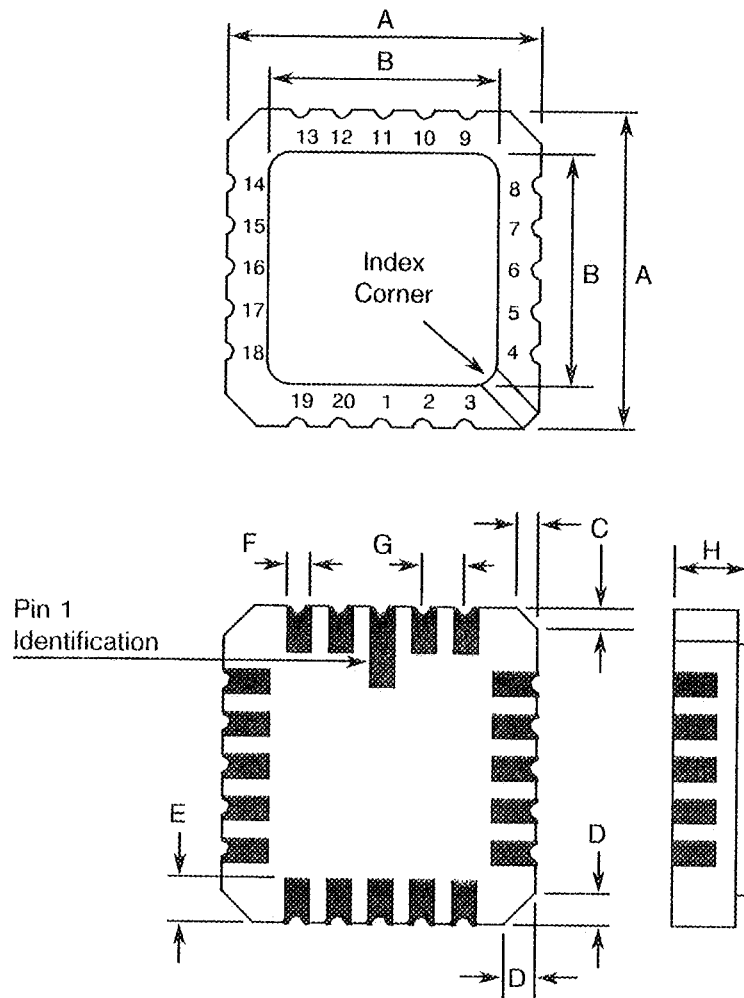 A
B
13 12 11 10 9
14 8
15 7
16 6
17 5
18 4
Index
Corner
B
A
19 20 1 2 3
C
F
G
H
Pin 1
Identification
E
D
D